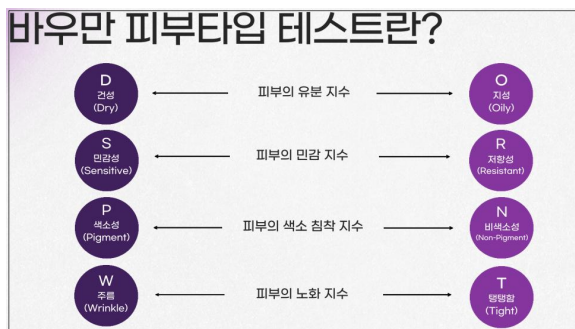 바우만 피부타입 테스트란?
D
건성
(Dry)
피부의 유분 지수
O
지성
(Oily)
S
민감성
(Sensitive)
피부의 민감 지수
R
저항성
(Resistant)
P
색소성
(Pigment)
피부의 색소 침착 지수
N
비색소성
(Non-Pigment)
W
주름
(Wrinkle)
피부의 노화 지수
T
탱탱함
(Tight)